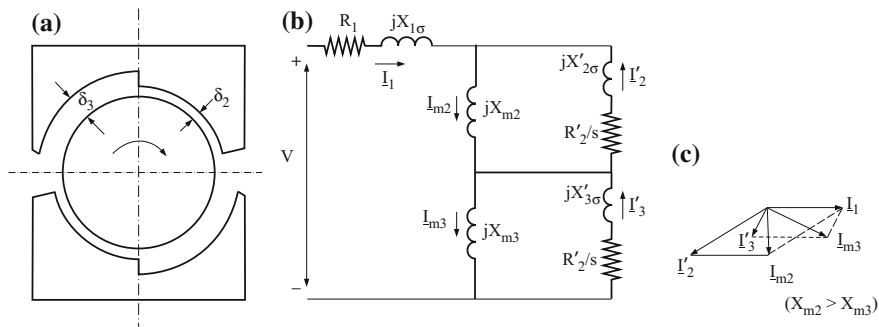 (a)
δ3
δ2
(b)
R1
jX1σ
I1
+
V
−
Im2
jXm2
jX'2σ
I'2
R'2/s
Im3
jXm3
jX'3σ
I'3
R'2/s
(c)
I1
I'3
Im3
I'2
Im2
(Xm2 > Xm3)